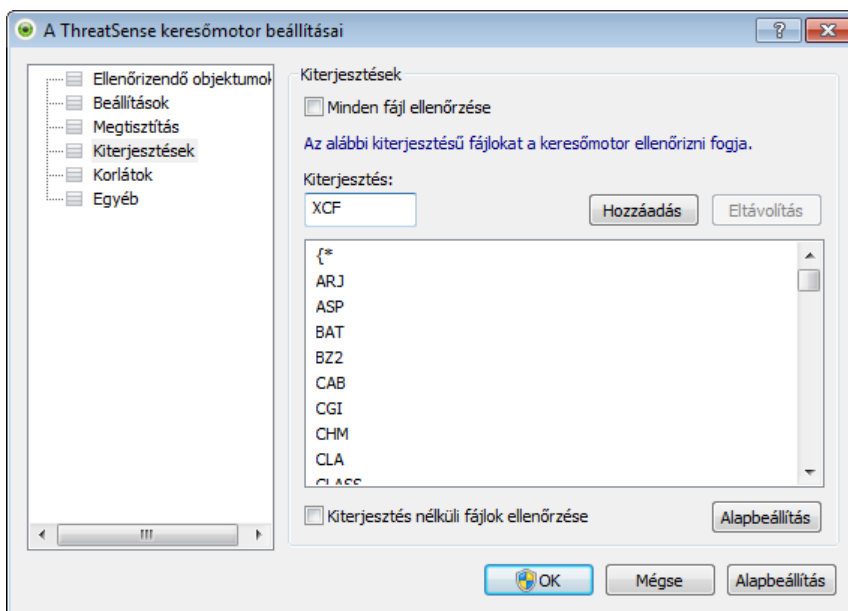 A ThreatSense keresőmotor beállításai
Ellenőrizendő objektumok
Beállítások
Megtisztítás
Kiterjesztések
Korlátok
Egyéb
Kiterjesztések
Minden fájl ellenőrzése
Az alábbi kiterjesztésű fájlokat a keresőmotor ellenőrizni fogja.
Kiterjesztés:
XCF
Hozzáadás
Eltávolítás
{*
ARJ
ASP
BAT
BZ2
CAB
CGI
CHM
CLA
CLASS
Kiterjesztés nélküli fájlok ellenőrzése
Alapbeállítás
OK
Mégse
Alapbeállítás